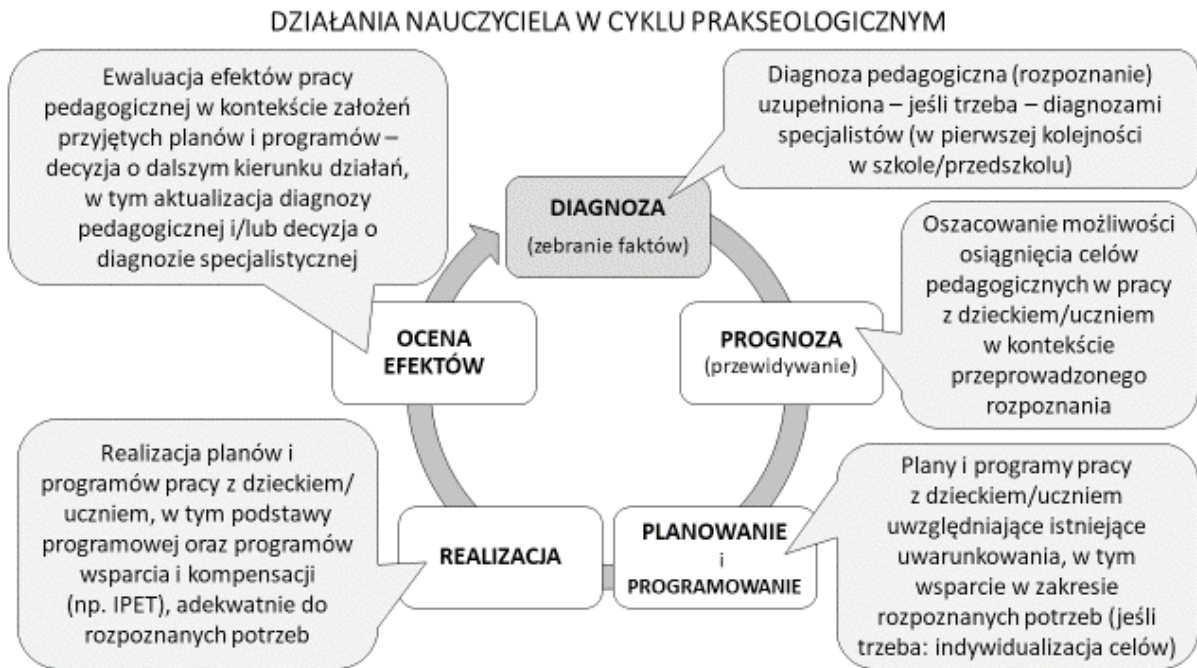 DZIAŁANIA NAUCZYCIELA W CYKLU PRAKSEOLOGICZNYM
Diagnoza pedagogiczna (rozpoznanie)
uzupełniona – jeśli trzeba – diagnozami
specjalistów (w pierwszej kolejności
w szkole/przedszkolu)
DIAGNOZA
(zebranie faktów)
Oszacowanie możliwości
osiągnięcia celów
pedagogicznych w pracy
z dzieckiem/uczniem
w kontekście
przeprowadzonego
rozpoznania
PROGNOZA
(przewidywanie)
Plany i programy pracy
z dzieckiem/uczniem
uwzględniające istniejące
uwarunkowania, w tym
wsparcie w zakresie
rozpoznanych potrzeb (jeśli
trzeba: indywidualizacja celów)
PLANOWANIE
i
PROGRAMOWANIE
Realizacja planów i
programów pracy z dzieckiem/
uczniem, w tym podstawy
programowej oraz programów
wsparcia i kompensacji
(np. IPET), adekwatnie do
rozpoznanych potrzeb
REALIZACJA
Ewaluacja efektów pracy
pedagogicznej w kontekście założeń
przyjętych planów i programów –
decyzja o dalszym kierunku działań,
w tym aktualizacja diagnozy
pedagogicznej i/lub decyzja o
diagnozie specjalistycznej
OCENA
EFEKTÓW